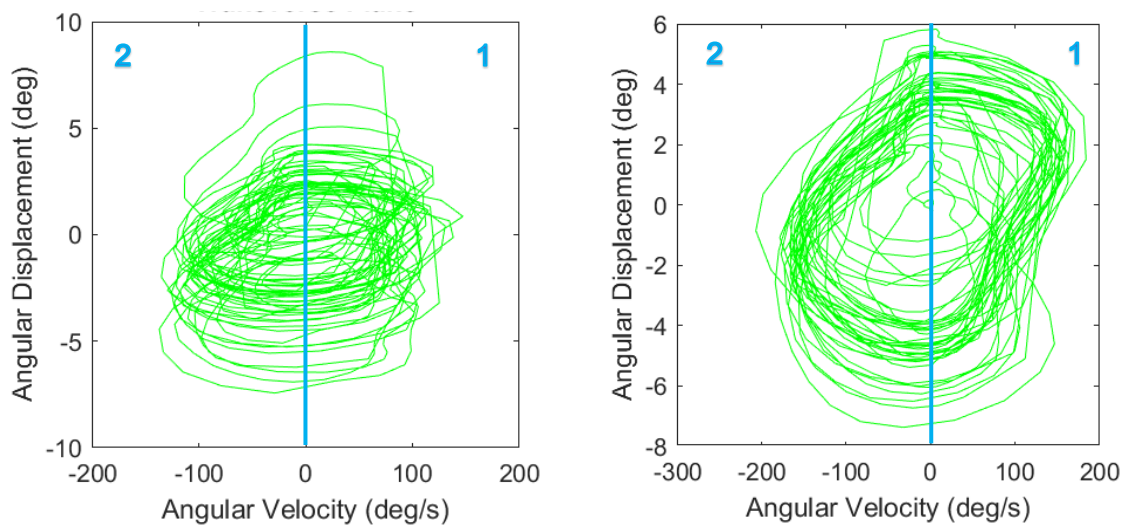 2 1
Angular Displacement (deg)
10
5
0
-5
-10
-200 -100 0 100 200
Angular Velocity (deg/s)
2 1
Angular Displacement (deg)
6
4
2
0
-2
-4
-6
-8
-300 -200 -100 0 100 200
Angular Velocity (deg/s)